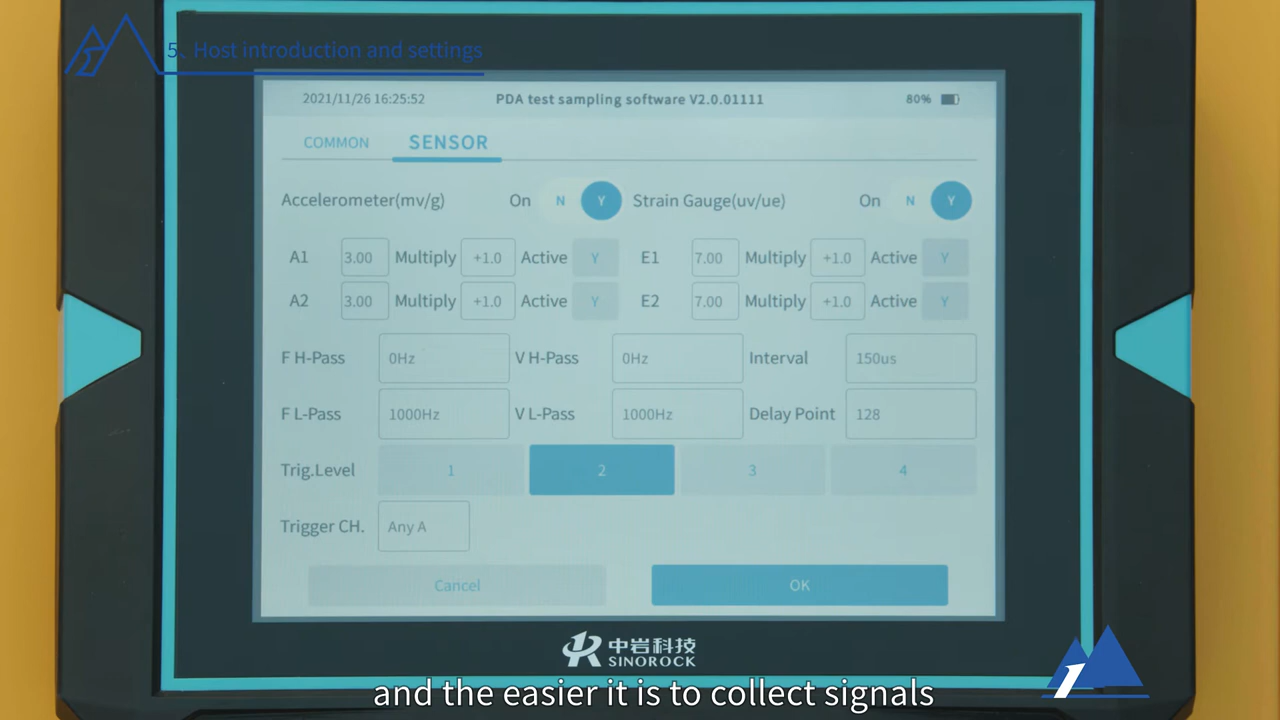 5、Host introduction and settings
2021/11/26 16:25:52 PDA test sampling software V2.0.01111 80%
COMMON SENSOR
Accelerometer(mv/g) On N Y Strain Gauge(uv/ue) On N Y
A1 3.00 Multiply +1.0 Active Y E1 7.00 Multiply +1.0 Active Y
A2 3.00 Multiply +1.0 Active Y E2 7.00 Multiply +1.0 Active Y
F H-Pass 0Hz V H-Pass 0Hz Interval 150us
F L-Pass 1000Hz V L-Pass 1000Hz Delay Point 128
Trig.Level 1 2 3 4
Trigger CH. Any A
Cancel OK
中岩科技
SINOROCK
and the easier it is to collect signals